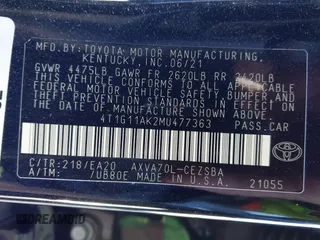 MFD.BY:TOYOTA MOTOR MANUFACTURING,
KENTUCKY,INC.06/21
GVWR 4475LB GAWR FR 2620LB RR 2420LB
THIS VEHICLE CONFORMS TO ALL
APPLICABLE FEDERAL MOTOR VEHICLE
SAFETY, BUMPER, AND THEFT PREVENTION
STANDARDS IN EFFECT ON THE DATE OF
MANUFACTURE SHOWN ABOVE.
4T1G11AK2MU477363 PASS.CAR
C/TR:218/EA20 AXVA70L-CEZSBA
A/TM: 7UB80E MADE IN U.S.A. 21055
TOYOTA
DREAMOID